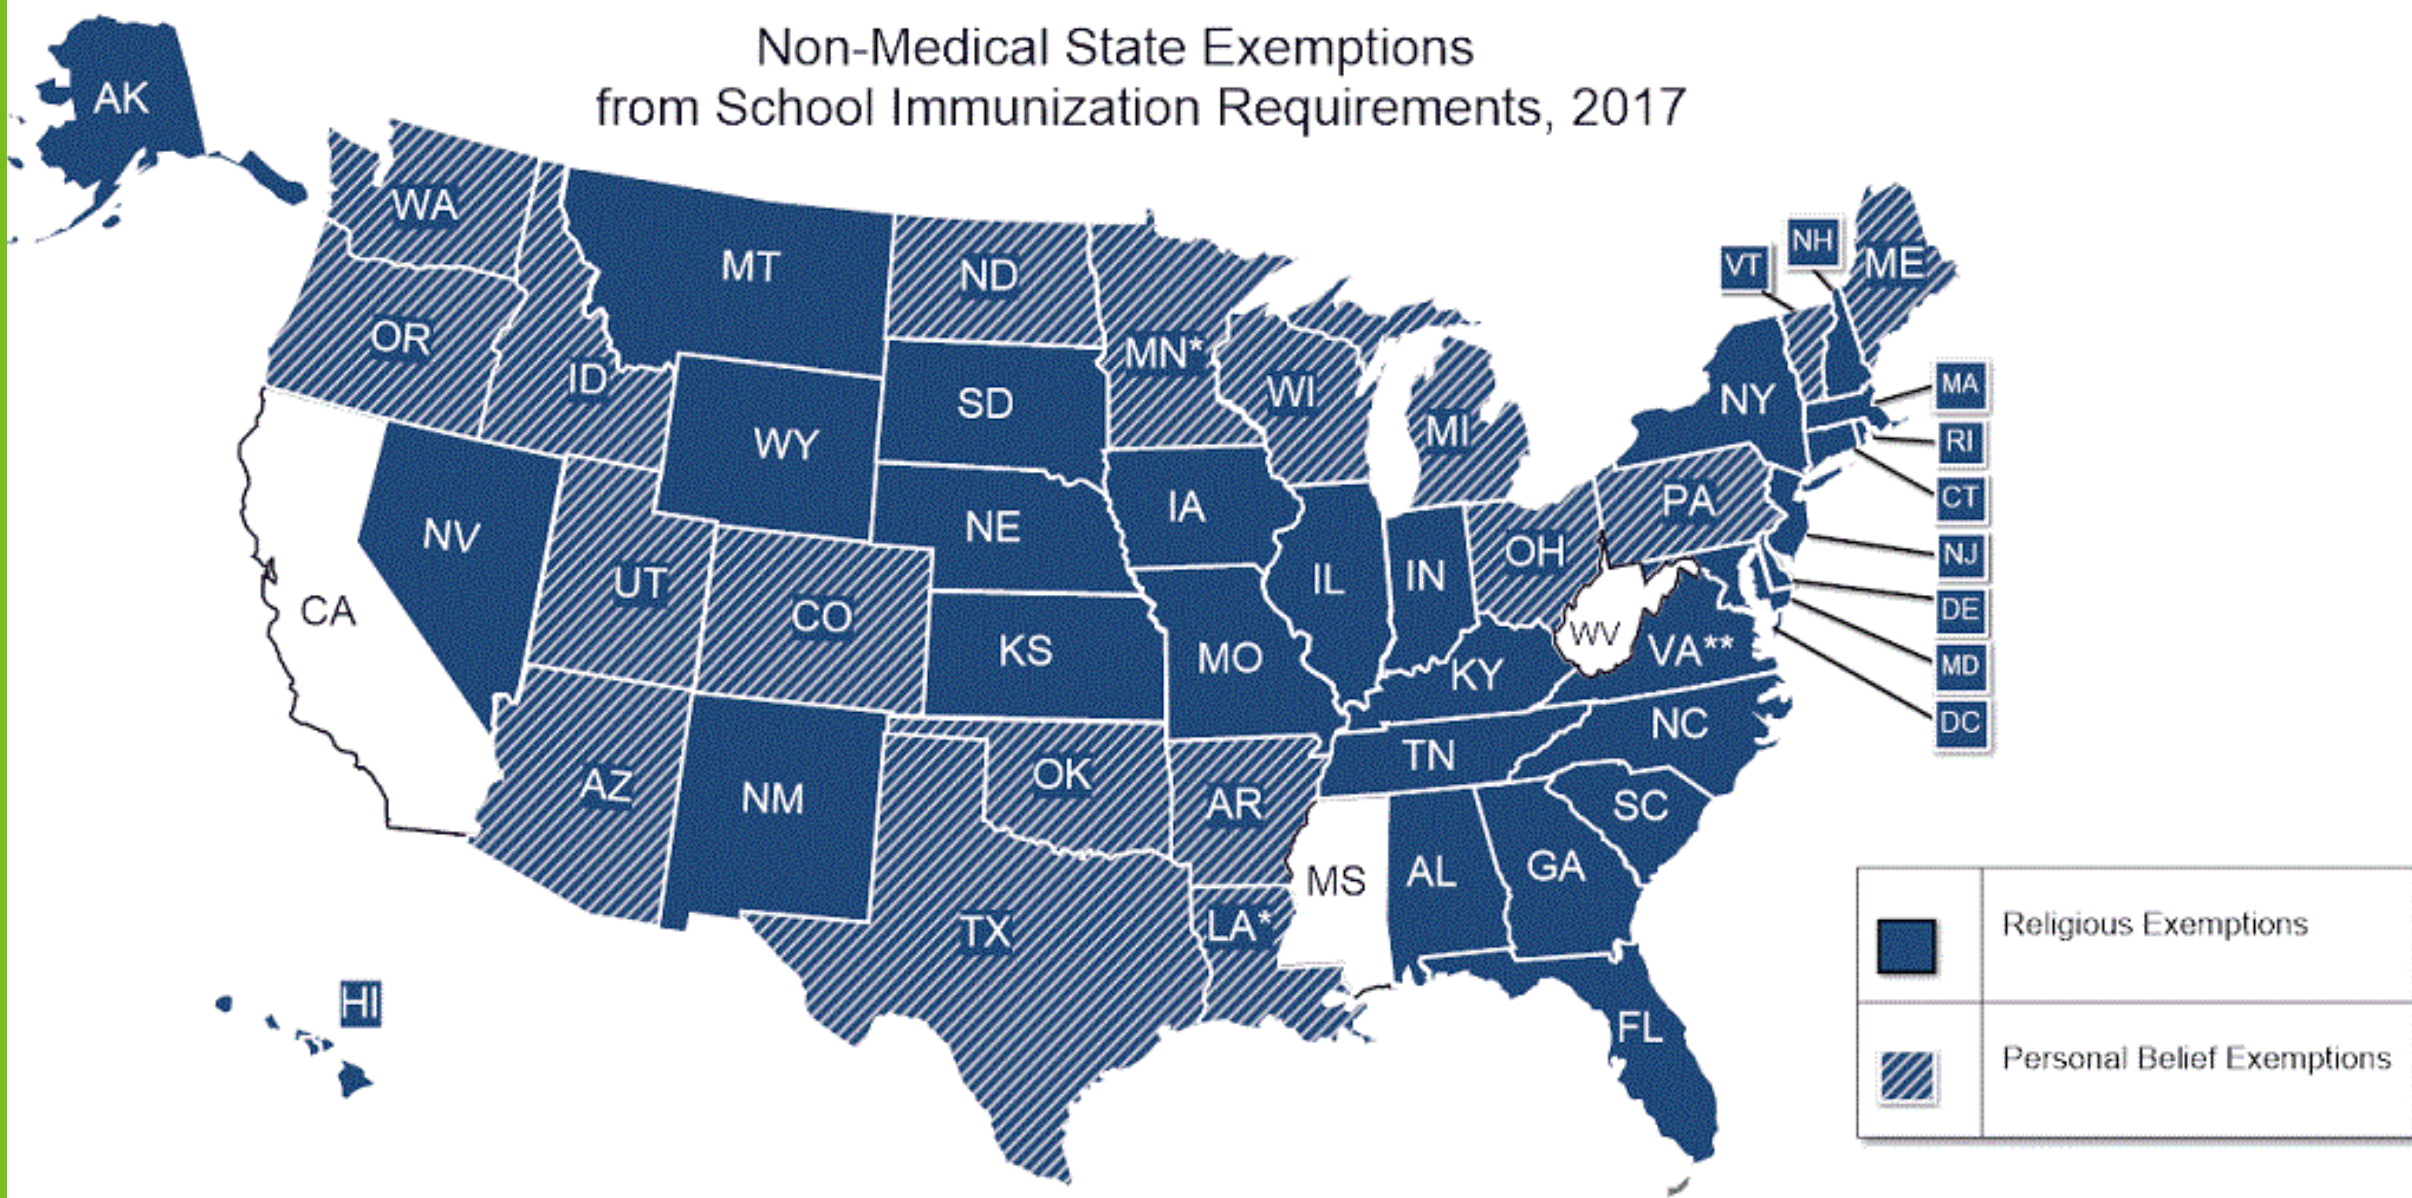 Non-Medical State Exemptions
from School Immunization Requirements, 2017
AK
WA
MT
ND
OR
ID
MN*
WI
MI
VT
NH
ME
SD
WY
NY
MA
RI
CT
NJ
DE
MD
DC
NV
NE
IA
PA
CA
UT
CO
KS
MO
IL
IN
OH
WV
VA**
KY
NC
TN
AZ
NM
OK
AR
SC
MS
AL
GA
TX
LA*
HI
FL
Religious Exemptions
Personal Belief Exemptions